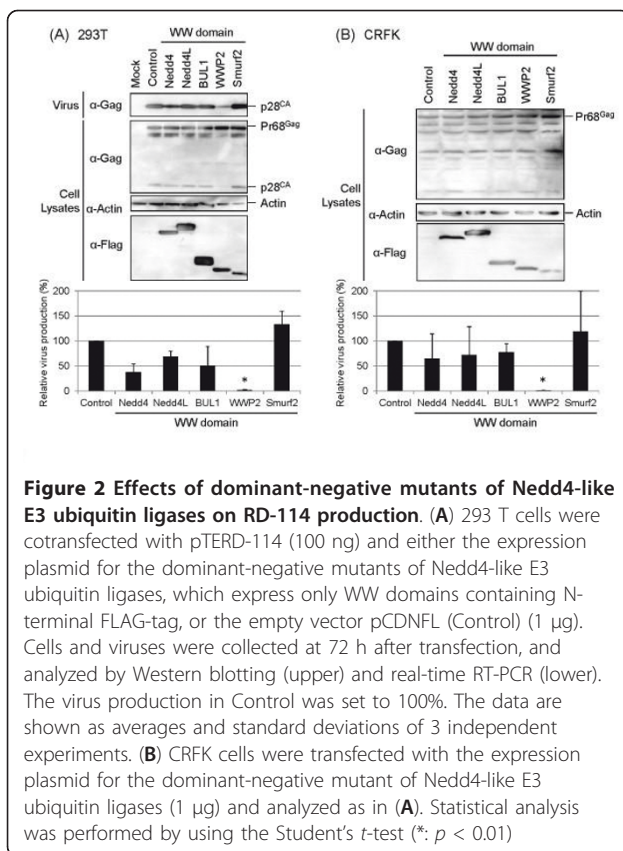 (A) 293T
WW domain
Mock
Control
Nedd4
Nedd4L
BUL1
WWP2
Smurf2
Virus
α-Gag
p28CA
Pr68Gag
α-Gag
p28CA
Cell Lysates
α-Actin
Actin
α-Flag
Relative virus production (%)
200
150
100
50
0
*
Control Nedd4 Nedd4L BUL1 WWP2 Smurf2
WW domain
(B) CRFK
WW domain
Control
Nedd4
Nedd4L
BUL1
WWP2
Smurf2
Pr68Gag
α-Gag
Cell Lysates
α-Actin
Actin
α-Flag
Relative virus production (%)
200
150
100
50
0
*
Control Nedd4 Nedd4L BUL1 WWP2 Smurf2
WW domain
Figure 2 Effects of dominant-negative mutants of Nedd4-like
E3 ubiquitin ligases on RD-114 production. (A) 293 T cells were
cotransfected with pTERD-114 (100 ng) and either the expression
plasmid for the dominant-negative mutants of Nedd4-like E3
ubiquitin ligases, which express only WW domains containing N-
terminal FLAG-tag, or the empty vector pCDNFL (Control) (1 μg).
Cells and viruses were collected at 72 h after transfection, and
analyzed by Western blotting (upper) and real-time RT-PCR (lower).
The virus production in Control was set to 100%. The data are
shown as averages and standard deviations of 3 independent
experiments. (B) CRFK cells were transfected with the expression
plasmid for the dominant-negative mutant of Nedd4-like E3
ubiquitin ligases (1 μg) and analyzed as in (A). Statistical analysis
was performed by using the Student's t-test (*: p < 0.01)